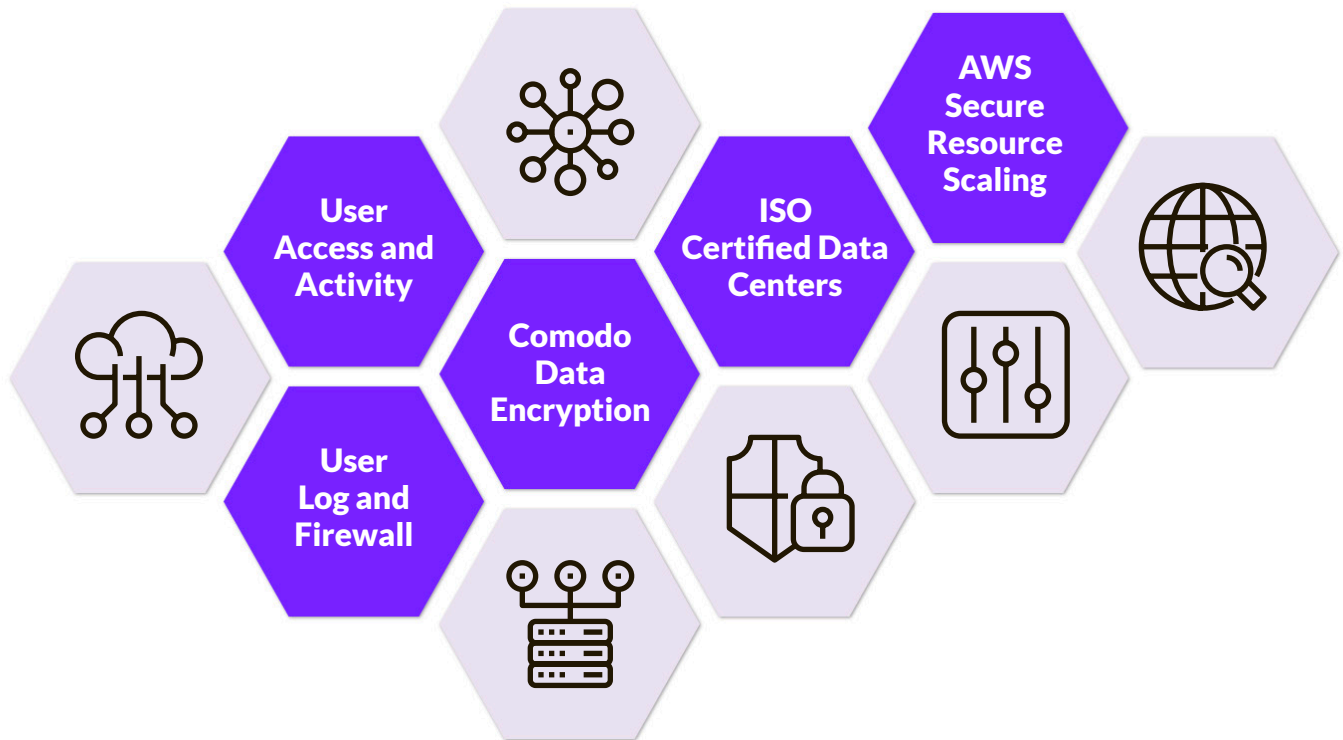 AWS
Secure
Resource
Scaling
User
Access and
Activity
ISO
Certified Data
Centers
Comodo
Data
Encryption
User
Log and
Firewall